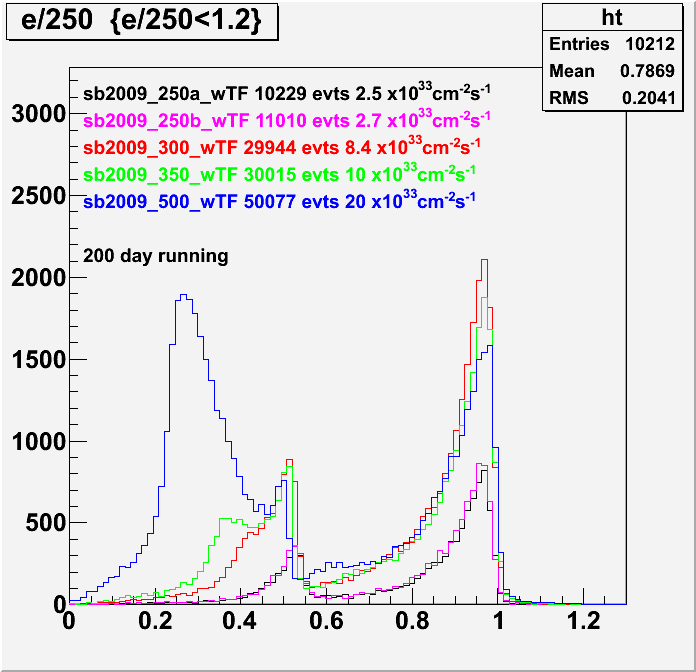 e/250 {e/250<1.2}
ht
Entries 10212
Mean 0.7869
RMS 0.2041
sb2009_250a_wTF 10229 evts 2.5 x10³³cm⁻²s⁻¹
sb2009_250b_wTF 11010 evts 2.7 x10³³cm⁻²s⁻¹
sb2009_300_wTF 29944 evts 8.4 x10³³cm⁻²s⁻¹
sb2009_350_wTF 30015 evts 10 x10³³cm⁻²s⁻¹
sb2009_500_wTF 50077 evts 20 x10³³cm⁻²s⁻¹
200 day running
3000
2500
2000
1500
1000
500
0
0 0.2 0.4 0.6 0.8 1 1.2